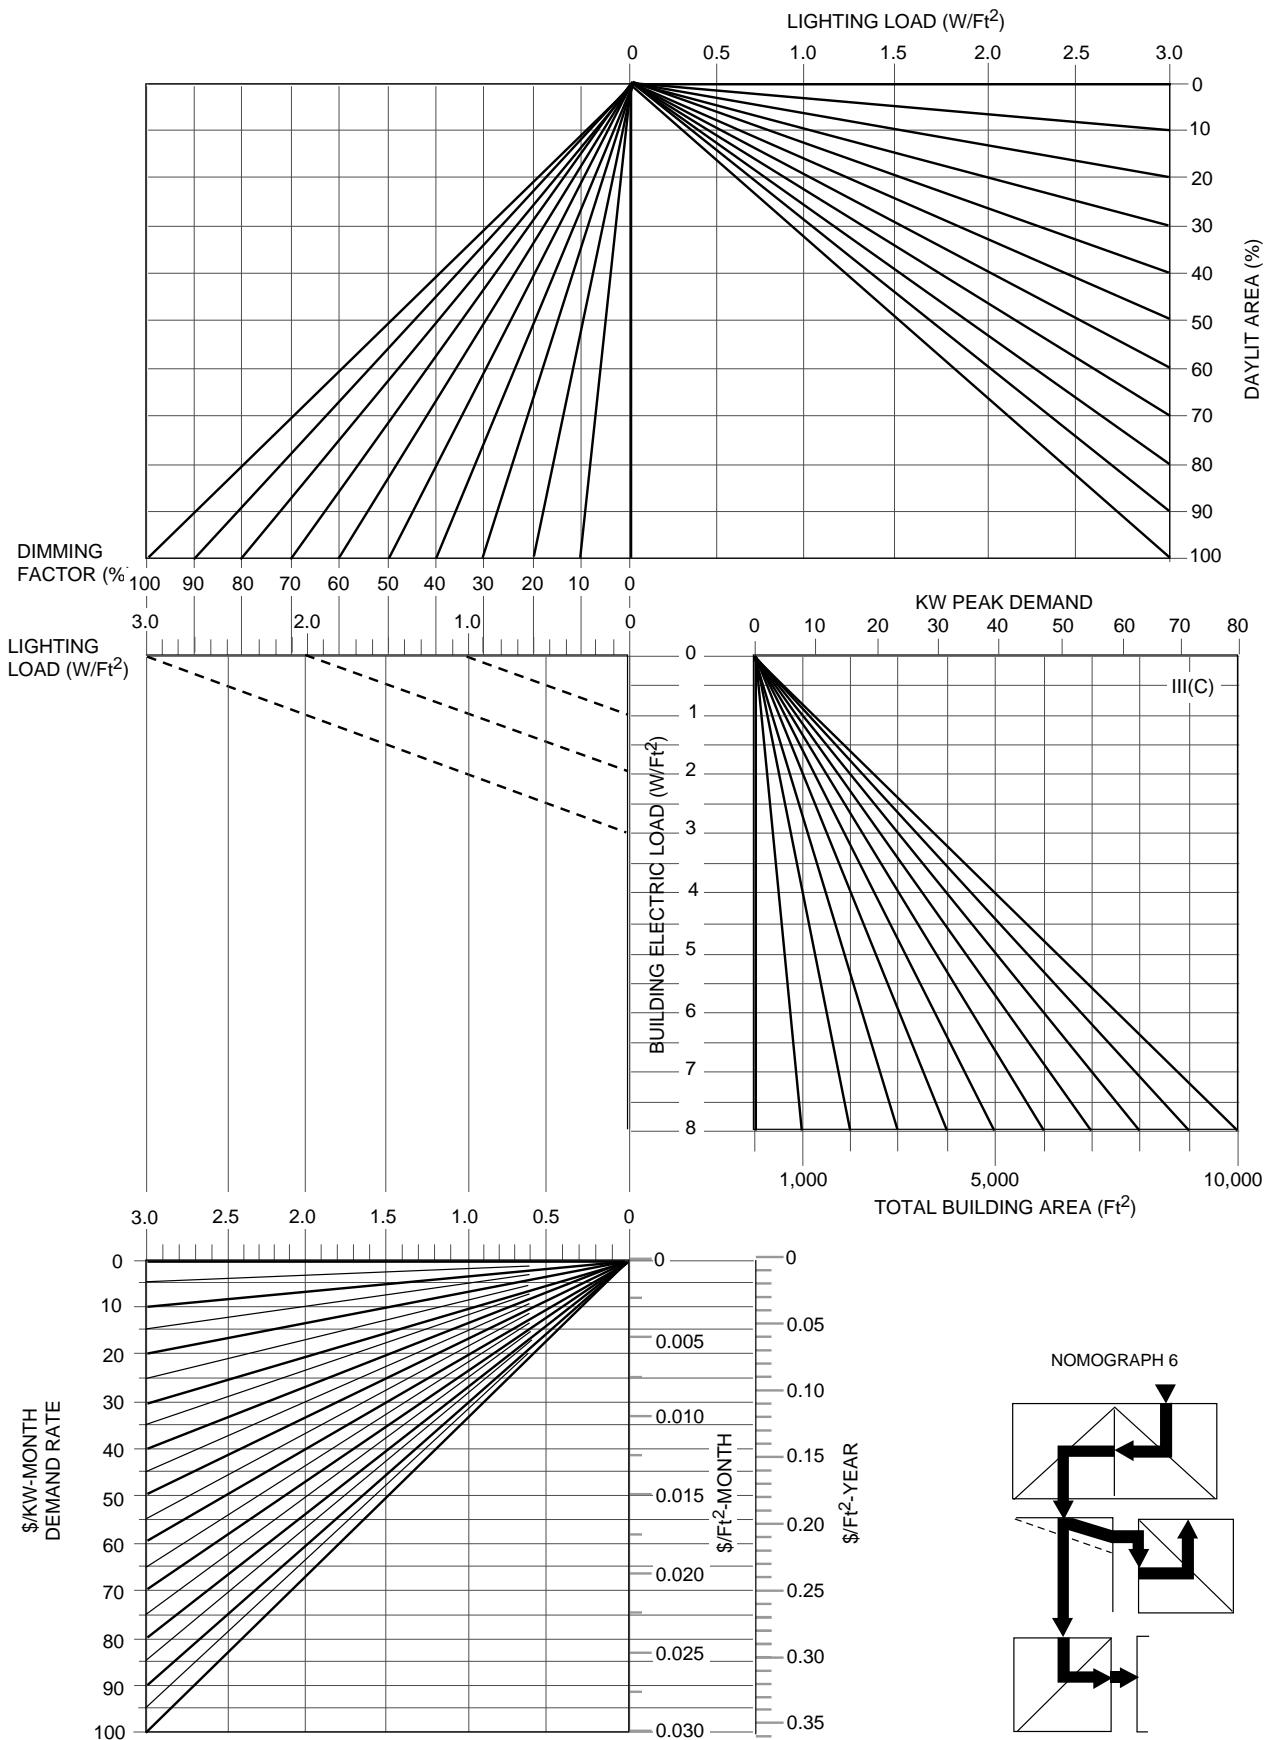 LIGHTING LOAD (W/Ft²)
0 0.5 1.0 1.5 2.0 2.5 3.0
0
10
20
30
40
50
60
70
80
90
100
DAYLIT AREA (%)
DIMMING
FACTOR (%
100 90 80 70 60 50 40 30 20 10 0
3.0 2.0 1.0 0
LIGHTING
LOAD (W/Ft²)
KW PEAK DEMAND
0 10 20 30 40 50 60 70 80
III(C)
0
1
2
3
4
5
6
7
8
BUILDING ELECTRIC LOAD (W/Ft²)
1,000 5,000 10,000
TOTAL BUILDING AREA (Ft²)
3.0 2.5 2.0 1.5 1.0 0.5 0
0
10
20
30
40
50
60
70
80
90
100
$/KW-MONTH
DEMAND RATE
0
0.005
0.010
0.015
0.020
0.025
0.030
$/Ft²-MONTH
0
0.05
0.10
0.15
0.20
0.25
0.30
0.35
$/Ft²-YEAR
NOMOGRAPH 6